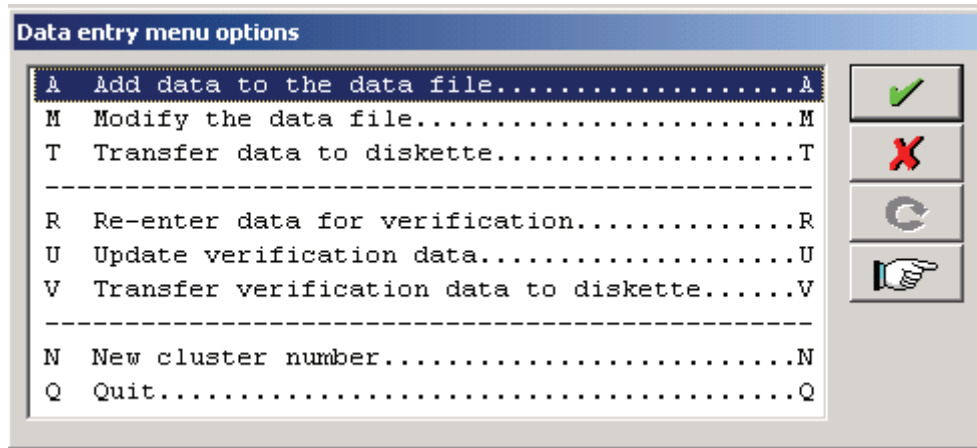 Data entry menu options
A Add data to the data file...................A
M Modify the data file........................M
T Transfer data to diskette...................T
------------------------------------------------
R Re-enter data for verification..............R
U Update verification data....................U
V Transfer verification data to diskette......V
------------------------------------------------
N New cluster number..........................N
Q Quit........................................Q